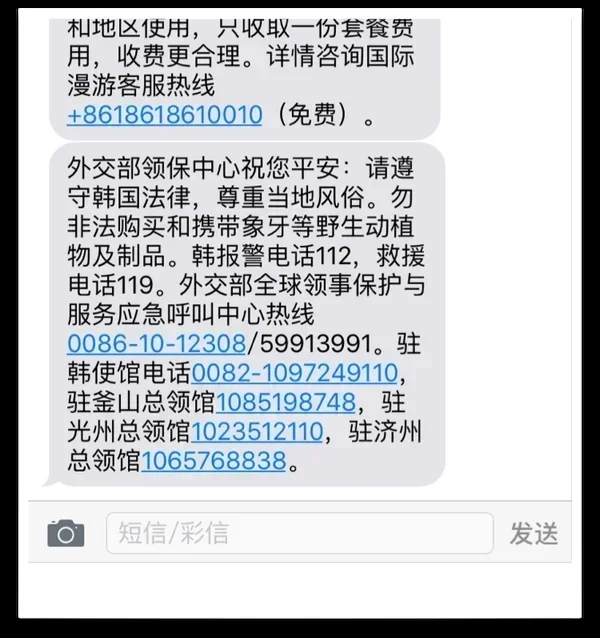 和地区使用，只收取一份套餐费
用，收费更合理。详情咨询国际
漫游客服热线
+8618618610010（免费）。
外交部领保中心祝您平安：请遵
守韩国法律，尊重当地风俗。勿
非法购买和携带象牙等野生动植
物及制品。韩报警电话112，救援
电话119。外交部全球领事保护与
服务应急呼叫中心热线
0086-10-12308/59913991。驻
韩使馆电话0082-1097249110，
驻釜山总领馆1085198748，驻
光州总领馆1023512110，驻济州
总领馆1065768838。
短信/彩信
发送